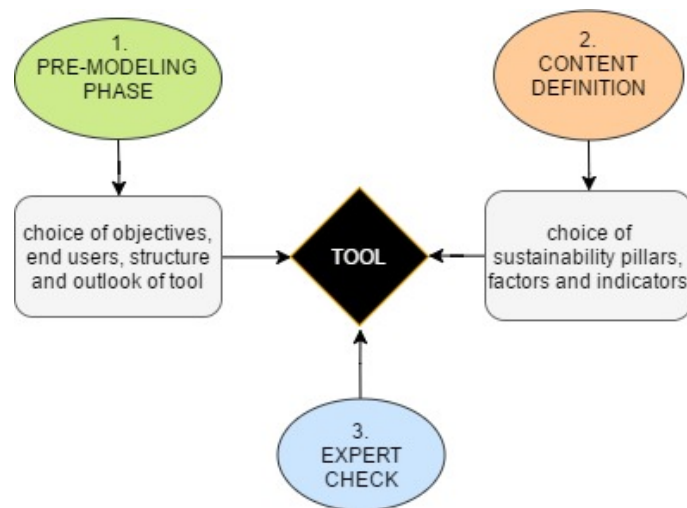 1.
PRE-MODELING
PHASE
2.
CONTENT
DEFINITION
choice of objectives,
end users, structure
and outlook of tool
TOOL
choice of
sustainability pillars,
factors and indicators
3.
EXPERT
CHECK